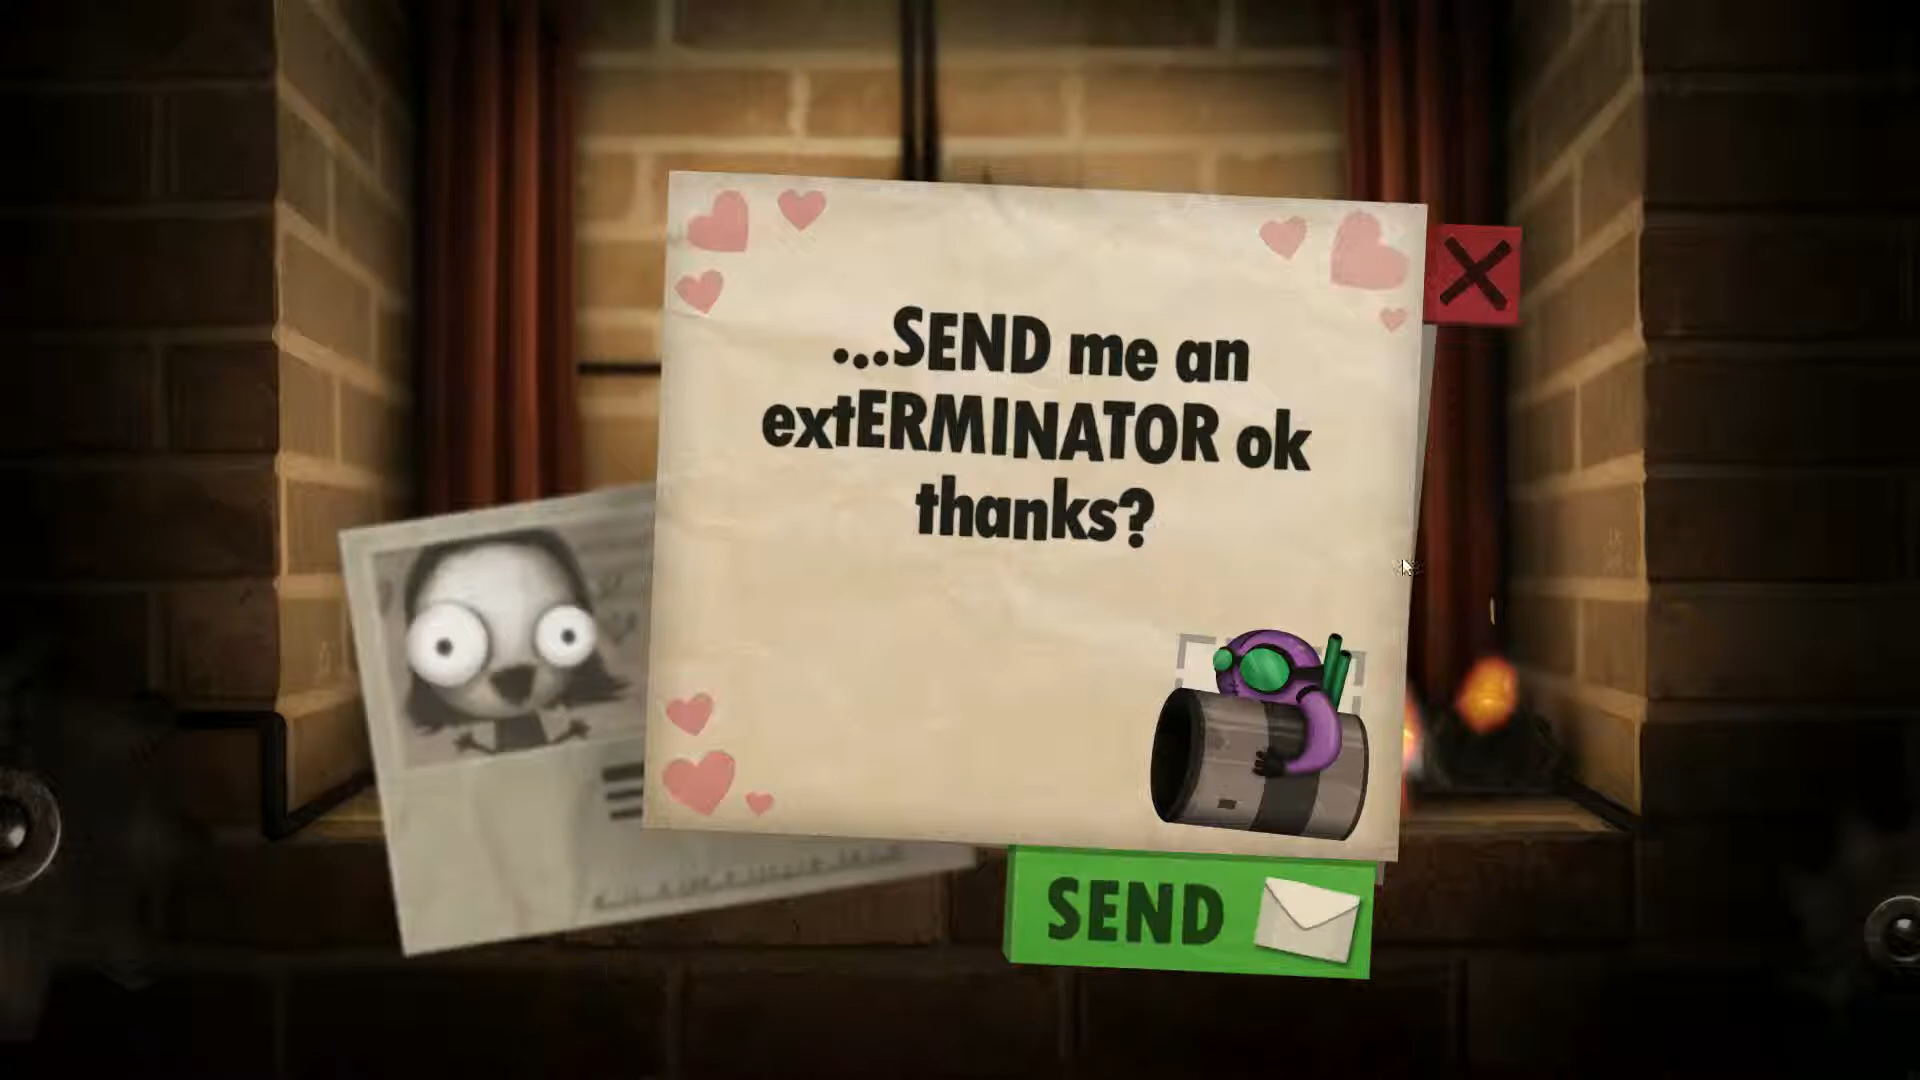 ...SEND me an
extERMINATOR ok
thanks?
SEND